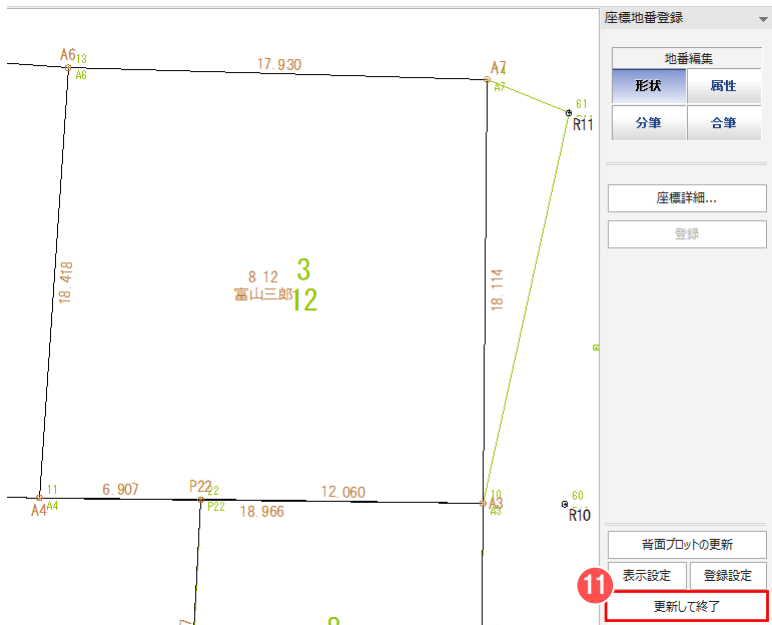 座標地番登録
地番編集
形状 属性
分筆 合筆
座標詳細...
登録
背面プロットの更新
表示設定 登録設定
11
更新して終了
A6 13
A6
17.930
A7
A7
61
R11
18.418
8 12 3
富山三郎 12
18.114
11
A4 A4
6.907
P22 22
P22
12.060
18.966
10
A3
A3
60
R10